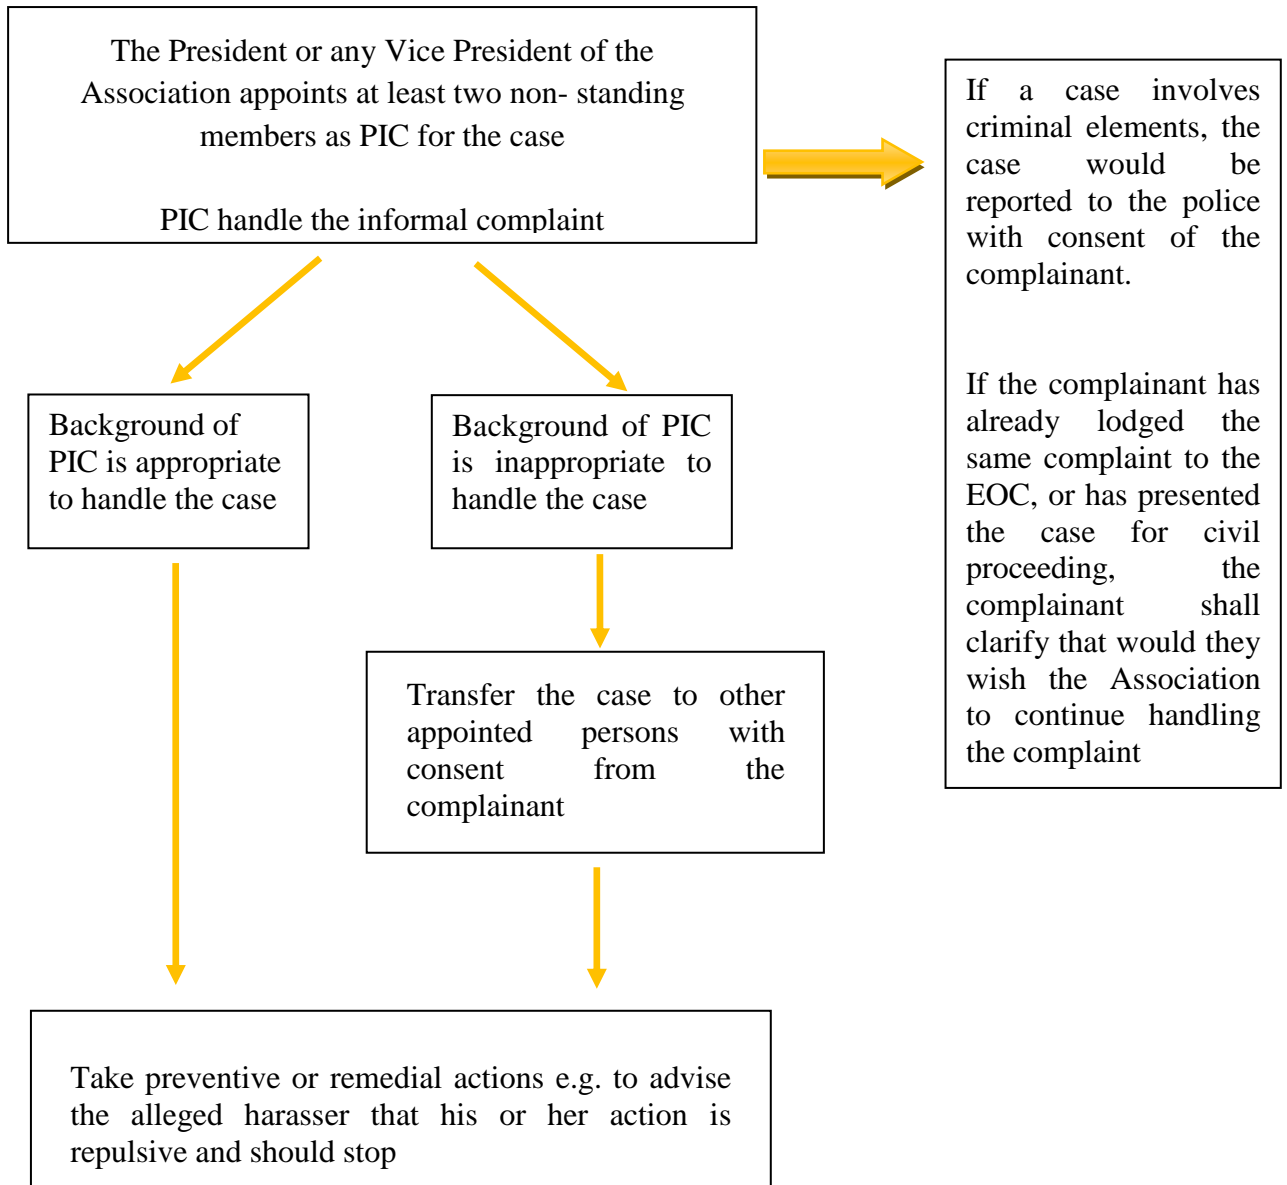 The President or any Vice President of the
Association appoints at least two non- standing
members as PIC for the case
PIC handle the informal complaint
If a case involves
criminal elements, the
case would be
reported to the police
with consent of the
complainant.
If the complainant has
already lodged the
same complaint to the
EOC, or has presented
the case for civil
proceeding, the
complainant shall
clarify that would they
wish the Association
to continue handling
the complaint
Background of
PIC is appropriate
to handle the case
Background of PIC
is inappropriate to
handle the case
Transfer the case to other
appointed persons with
consent from the
complainant
Take preventive or remedial actions e.g. to advise
the alleged harasser that his or her action is
repulsive and should stop